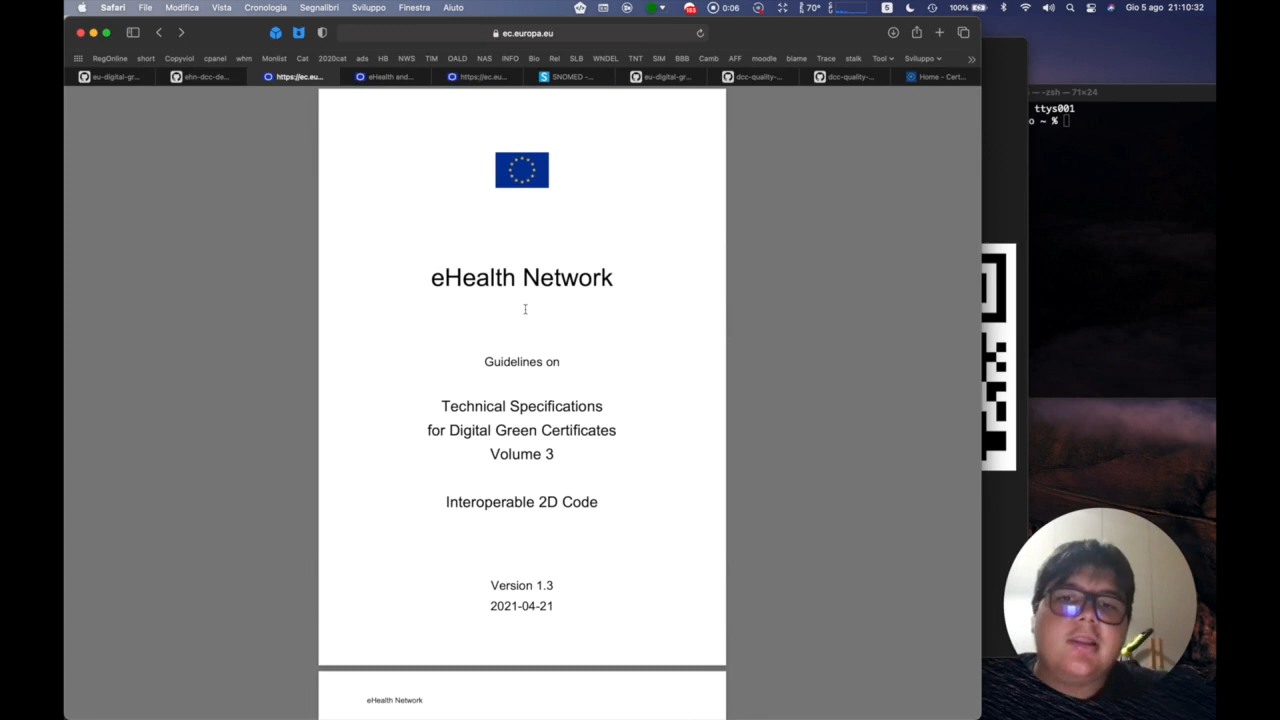 Safari File Modifica Vista Cronologia Segnalibri Sviluppo Finestra Aiuto 153 0:06 70° 100% Gio 5 ago 21:10:32
ec.europa.eu
RegOnline short Copyviol cpanel whm Monlist Cat 2020cat ads HB NWS TIM OALD NAS INFO Bio Rel SLB WNDEL TNT SIM BBB Camb AFF moodle blame Trace stalk Tool Sviluppo »
eu-digital-gr... ehn-dcc-de... https://ec.eu... eHealth and... https://ec.eu... SNOMED -... eu-digital-gr... dcc-quality-... dcc-quality-... Home - Cert...
— -zsh — 71×24
ttys001
o ~ %
eHealth Network
Guidelines on
Technical Specifications
for Digital Green Certificates
Volume 3
Interoperable 2D Code
Version 1.3
2021-04-21
eHealth Network